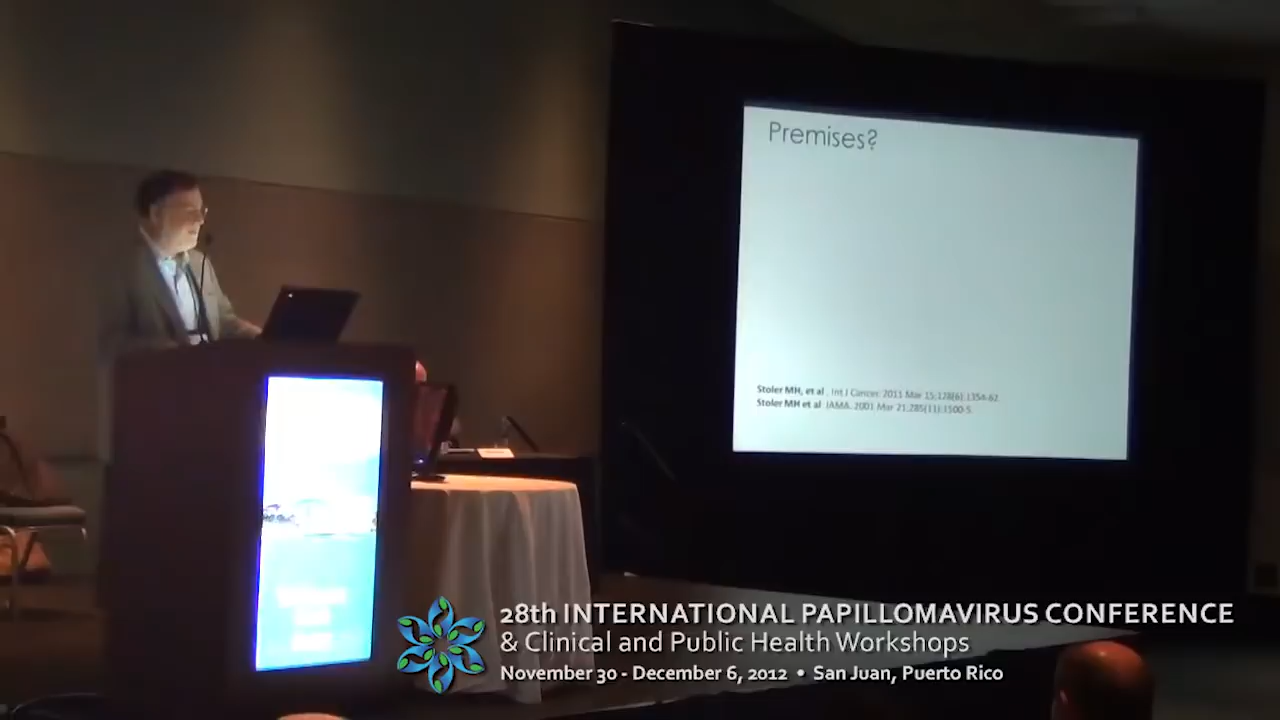 Premises?
Stoler MH, et al . Int J Cancer. 2011 Mar 15;128(6):1354-62.
Stoler MH et al JAMA. 2001 Mar 21;285(11):1500-5.
28th INTERNATIONAL PAPILLOMAVIRUS CONFERENCE
& Clinical and Public Health Workshops
November 30 - December 6, 2012 • San Juan, Puerto Rico